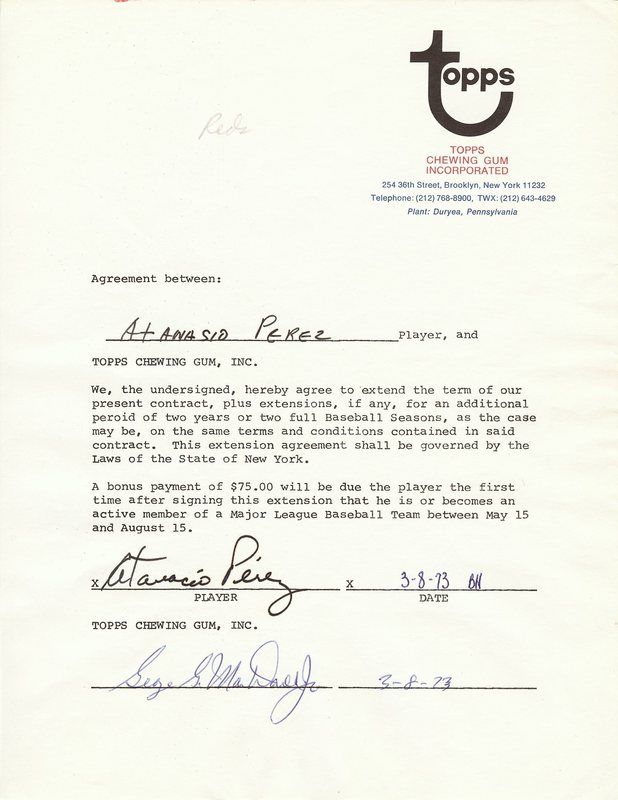 topps
TOPPS
CHEWING GUM
INCORPORATED
254 36th Street, Brooklyn, New York 11232
Telephone: (212) 768-8900, TWX: (212) 643-4629
Plant: Duryea, Pennsylvania
Reds
Agreement between:
Atanasio Perez Player, and
TOPPS CHEWING GUM, INC.
We, the undersigned, hereby agree to extend the term of our
present contract, plus extensions, if any, for an additional
peroid of two years or two full Baseball Seasons, as the case
may be, on the same terms and conditions contained in said
contract. This extension agreement shall be governed by the
Laws of the State of New York.
A bonus payment of $75.00 will be due the player the first
time after signing this extension that he is or becomes an
active member of a Major League Baseball Team between May 15
and August 15.
x Atanacio Pérez x 3-8-73 BH
PLAYER DATE
TOPPS CHEWING GUM, INC.
3-8-73